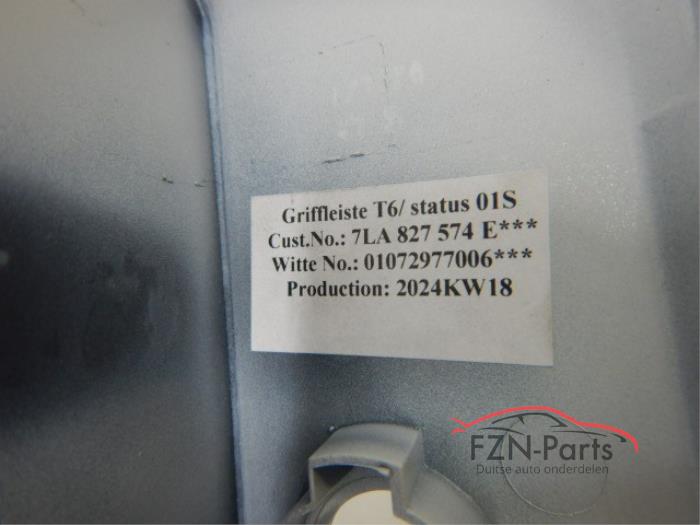 Griffleiste T6/ status 01S
Cust.No.: 7LA 827 574 E***
Witte No.: 01072977006***
Production: 2024KW18
FZN-Parts
Duitse auto onderdelen